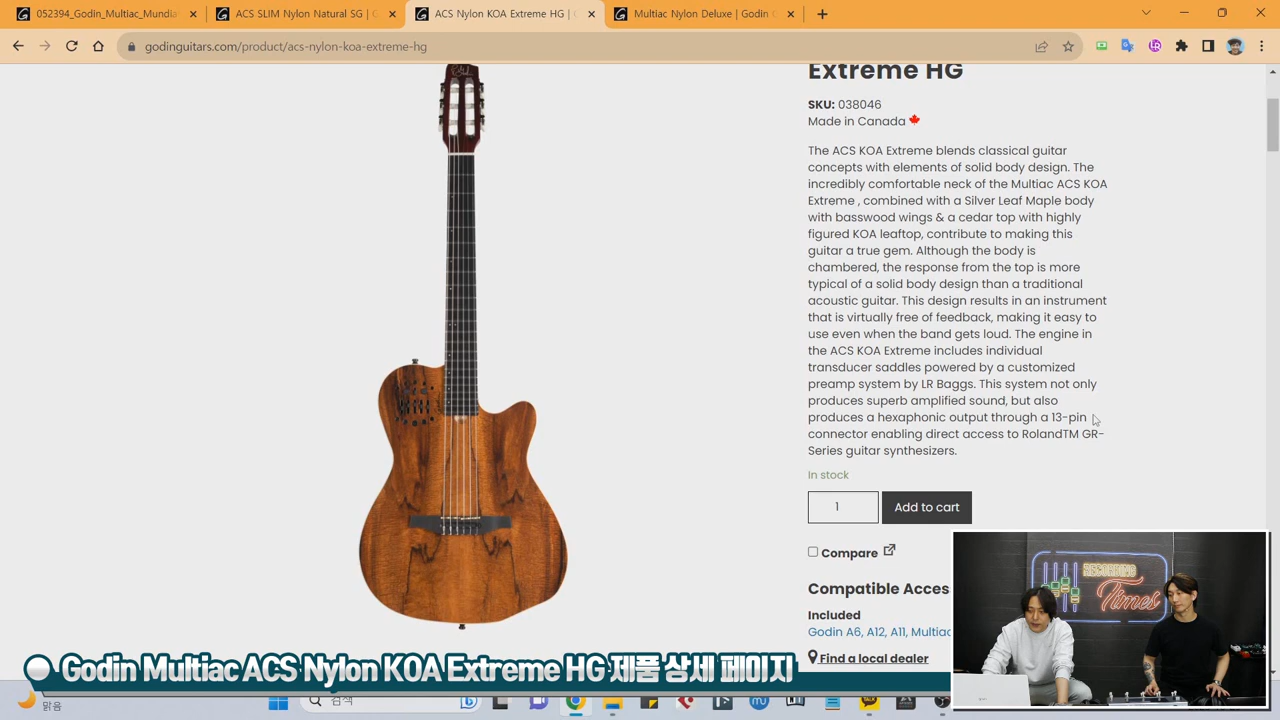 052394_Godin_Multiac_Mundia
ACS SLIM Nylon Natural SG | G
ACS Nylon KOA Extreme HG | G
Multiac Nylon Deluxe | Godin G
godinguitars.com/product/acs-nylon-koa-extreme-hg
Extreme HG
SKU: 038046
Made in Canada
The ACS KOA Extreme blends classical guitar
concepts with elements of solid body design. The
incredibly comfortable neck of the Multiac ACS KOA
Extreme , combined with a Silver Leaf Maple body
with basswood wings & a cedar top with highly
figured KOA leaftop, contribute to making this
guitar a true gem. Although the body is
chambered, the response from the top is more
typical of a solid body design than a traditional
acoustic guitar. This design results in an instrument
that is virtually free of feedback, making it easy to
use even when the band gets loud. The engine in
the ACS KOA Extreme includes individual
transducer saddles powered by a customized
preamp system by LR Baggs. This system not only
produces superb amplified sound, but also
produces a hexaphonic output through a 13-pin
connector enabling direct access to RolandTM GR-
Series guitar synthesizers.
In stock
1
Add to cart
Compare
Compatible Acces
Included
Godin A6, A12, A11, Multiac
Find a local dealer
RECORDING
Times
Godin Multiac ACS Nylon KOA Extreme HG 제품 상세 페이지
맑음
검색